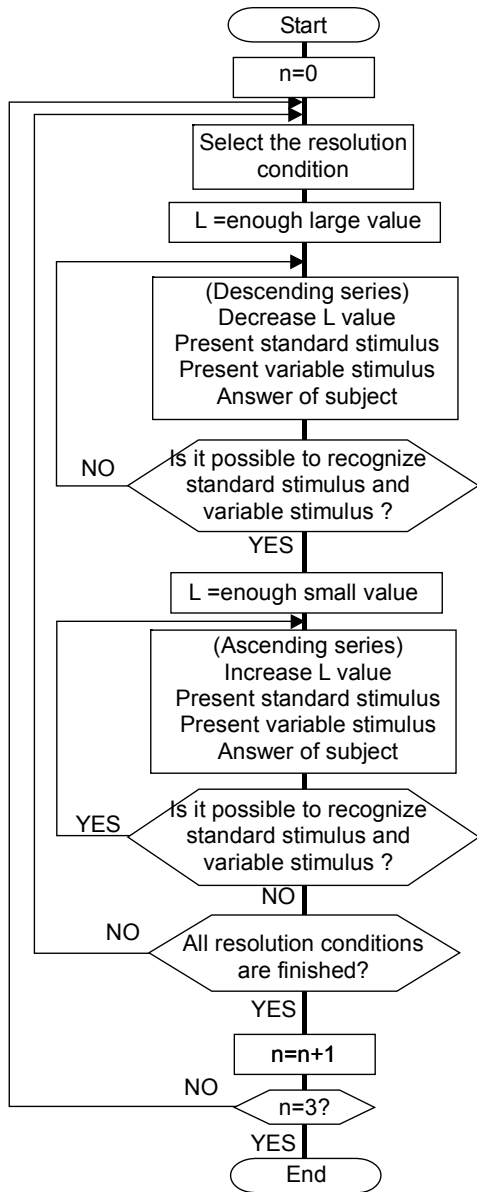 Start
n=0
Select the resolution
condition
L =enough large value
(Descending series)
Decrease L value
Present standard stimulus
Present variable stimulus
Answer of subject
Is it possible to recognize
standard stimulus and
variable stimulus ?
NO
YES
L =enough small value
(Ascending series)
Increase L value
Present standard stimulus
Present variable stimulus
Answer of subject
Is it possible to recognize
standard stimulus and
variable stimulus ?
YES
NO
All resolution conditions
are finished?
NO
YES
n=n+1
n=3?
NO
YES
End